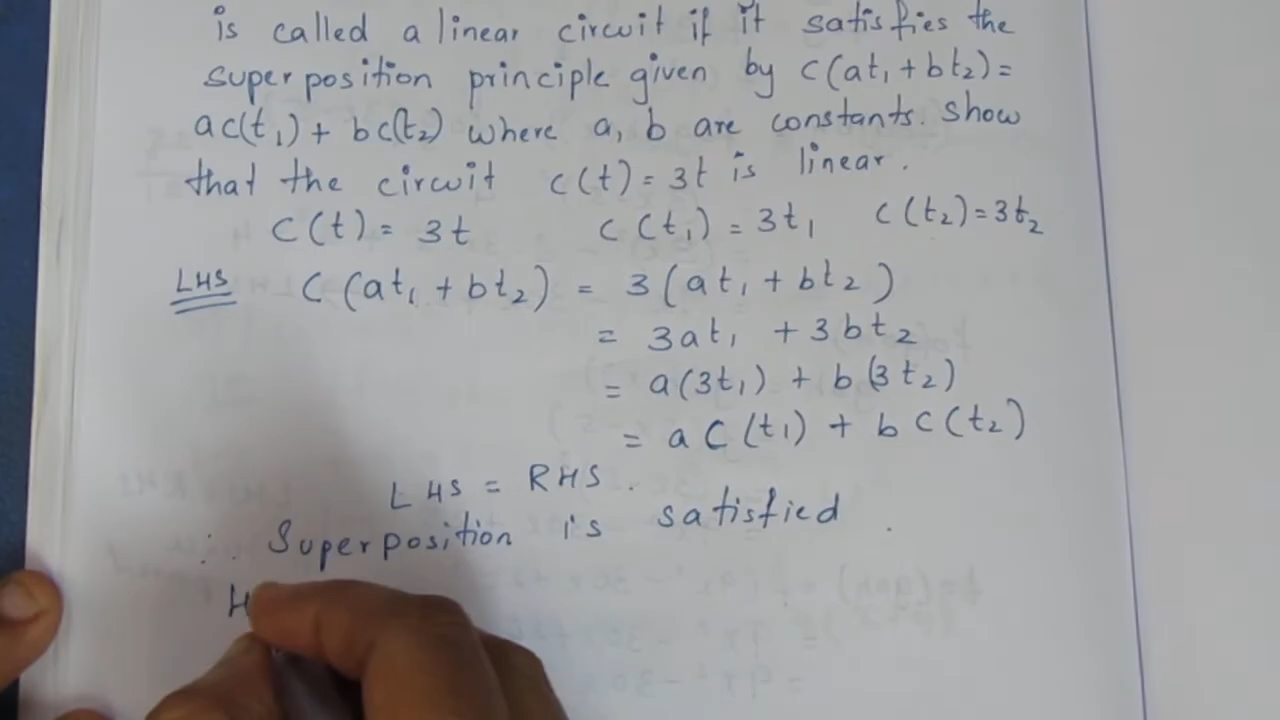 is called a linear circuit if it satisfies the
superposition principle given by c(at₁ + bt₂) =
ac(t₁) + bc(t₂) where a, b are constants. Show
that the circuit c(t) = 3t is linear.
C(t) = 3t C(t₁) = 3t₁ C(t₂) = 3t₂
LHS C(at₁ + bt₂) = 3(at₁ + bt₂)
= 3at₁ + 3bt₂
= a(3t₁) + b(3t₂)
= aC(t₁) + bC(t₂)
LHS = RHS.
∴ Superposition is satisfied.
H